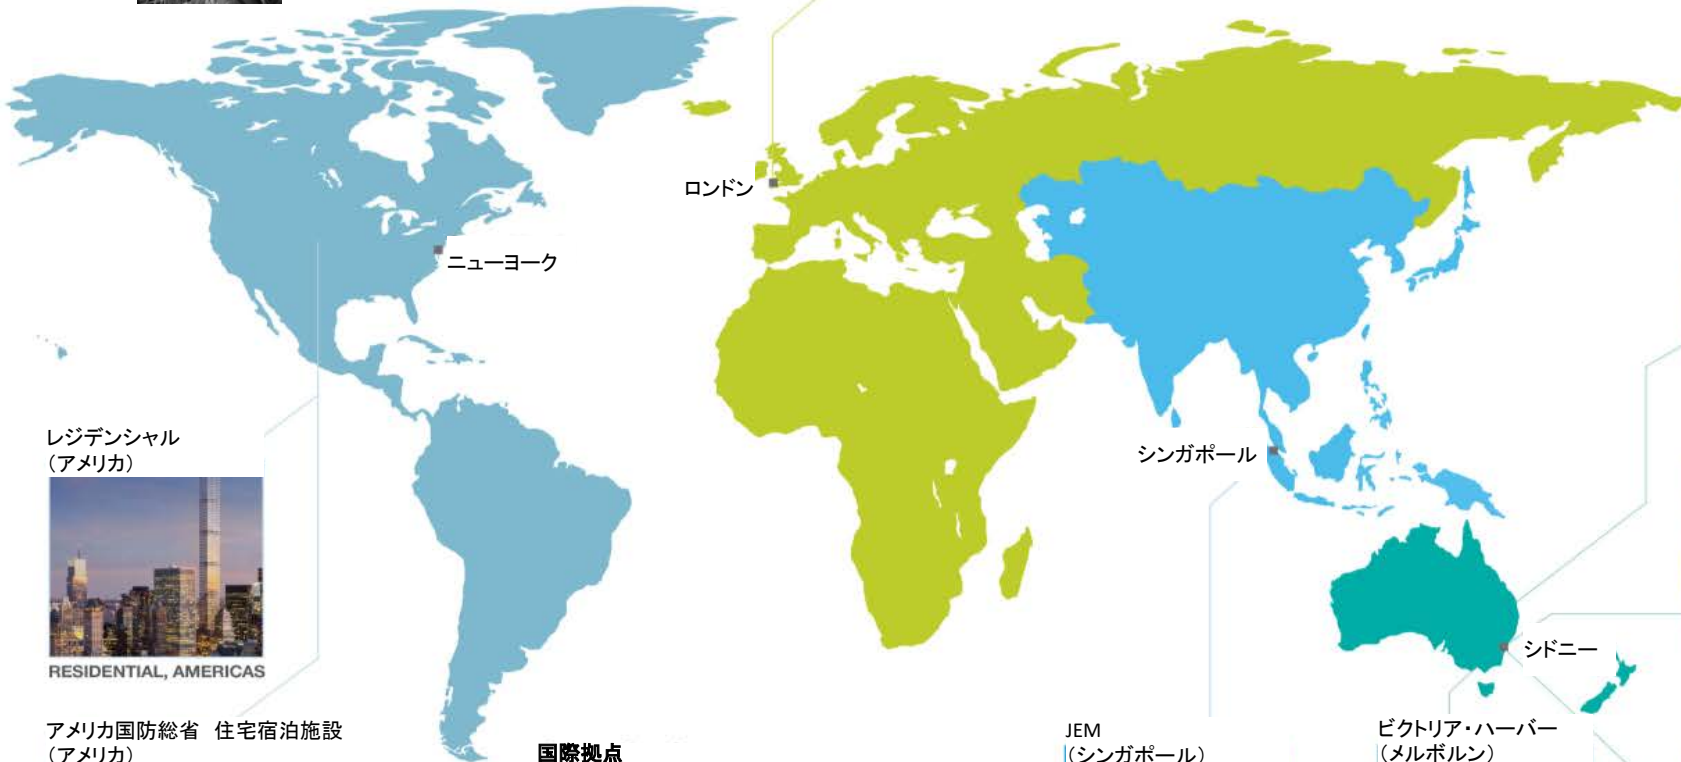 ロンドン
ニューヨーク
レジデンシャル
（アメリカ）
シンガポール
RESIDENTIAL, AMERICAS
シドニー
アメリカ国防総省　住宅宿泊施設
（アメリカ）
国際拠点
JEM
（シンガポール）
ビクトリア・ハーバー
（メルボルン）